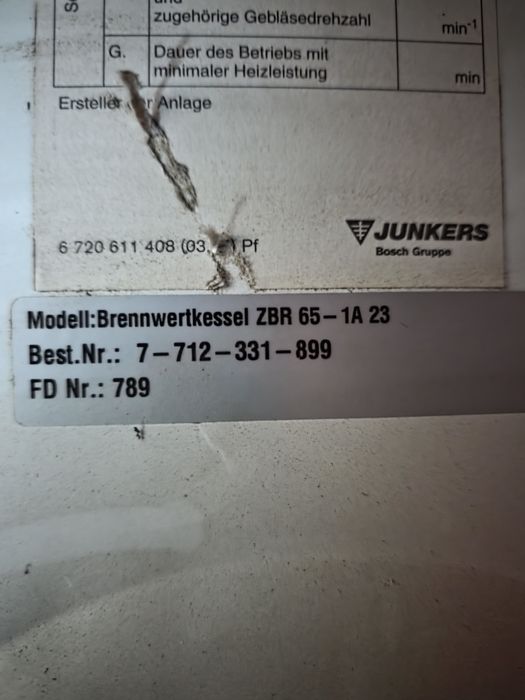 und
zugehörige Gebläsedrehzahl min-1
G. Dauer des Betriebs mit
minimaler Heizleistung min
Ersteller der Anlage
6 720 611 408 (03. Pf
JUNKERS
Bosch Gruppe
Modell:Brennwertkessel ZBR 65–1A 23
Best.Nr.: 7–712–331–899
FD Nr.: 789